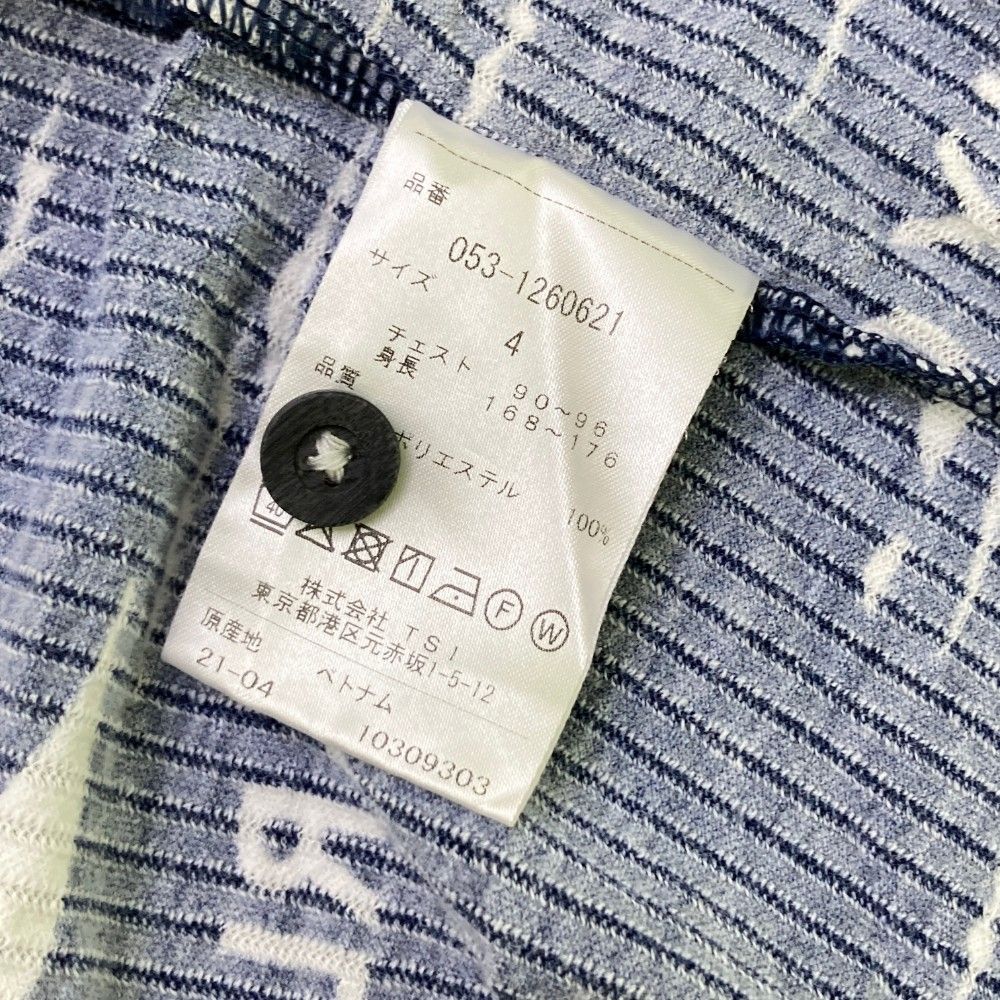 品番
053-1260621
サイズ
4
チェスト 90~96
身長 168~176
品質
ポリエステル 100%
40
F W
株式会社 TSI
東京都港区元赤坂1-5-12
原産地 ベトナム
21-04 10309303